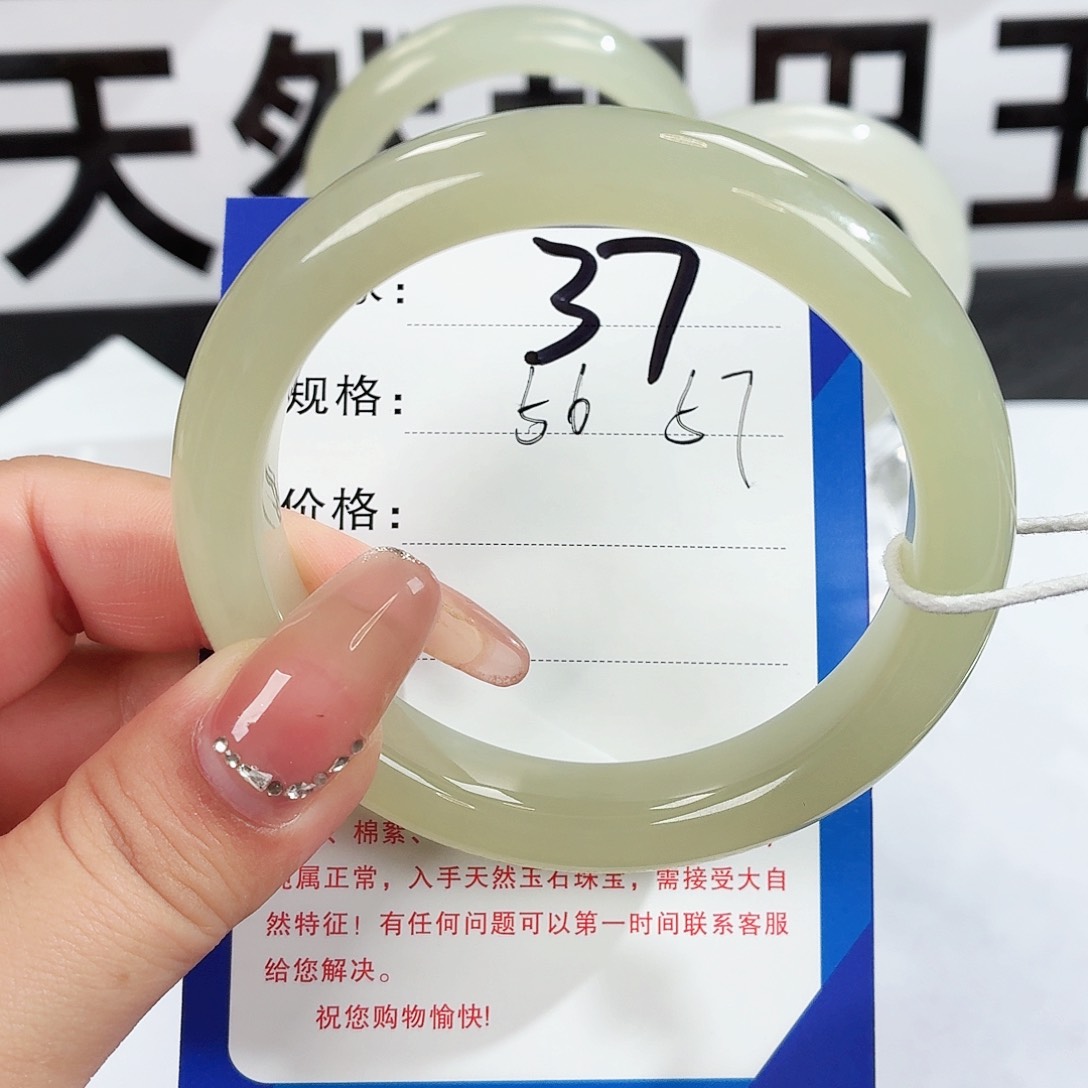 天然
37
规格: 56 57
价格:
、棉絮、
属正常，入手天然玉石珠宝，需接受大自
然特征！有任何问题可以第一时间联系客服
给您解决。
祝您购物愉快!